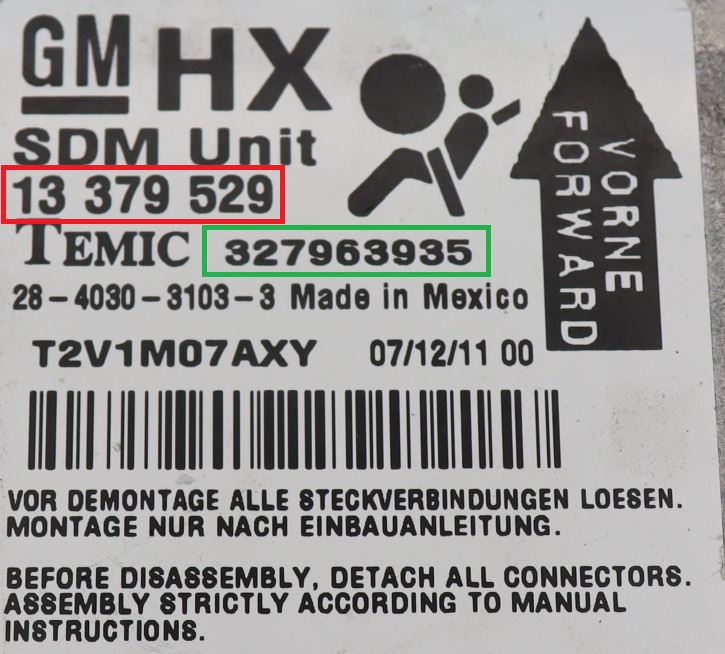 GM HX
SDM Unit
13 379 529
TEMIC 327963935
28-4030-3103-3 Made in Mexico
T2V1M07AXY 07/12/11 00
VORNE
FORWARD
VOR DEMONTAGE ALLE STECKVERBINDUNGEN LOESEN.
MONTAGE NUR NACH EINBAUANLEITUNG.
BEFORE DISASSEMBLY, DETACH ALL CONNECTORS.
ASSEMBLY STRICTLY ACCORDING TO MANUAL
INSTRUCTIONS.